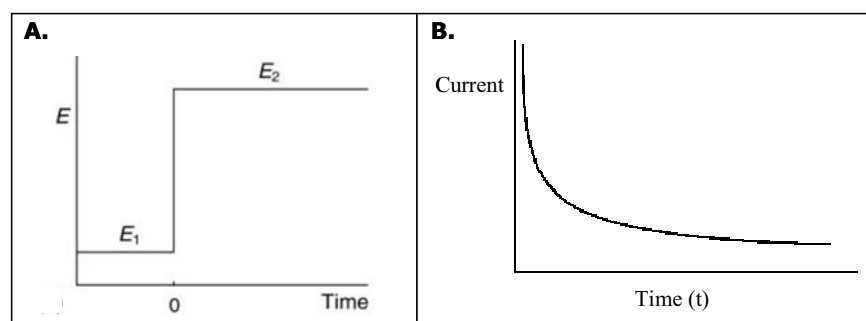 A.
E₂
E
E₁
0
Time
B.
Current
Time (t)